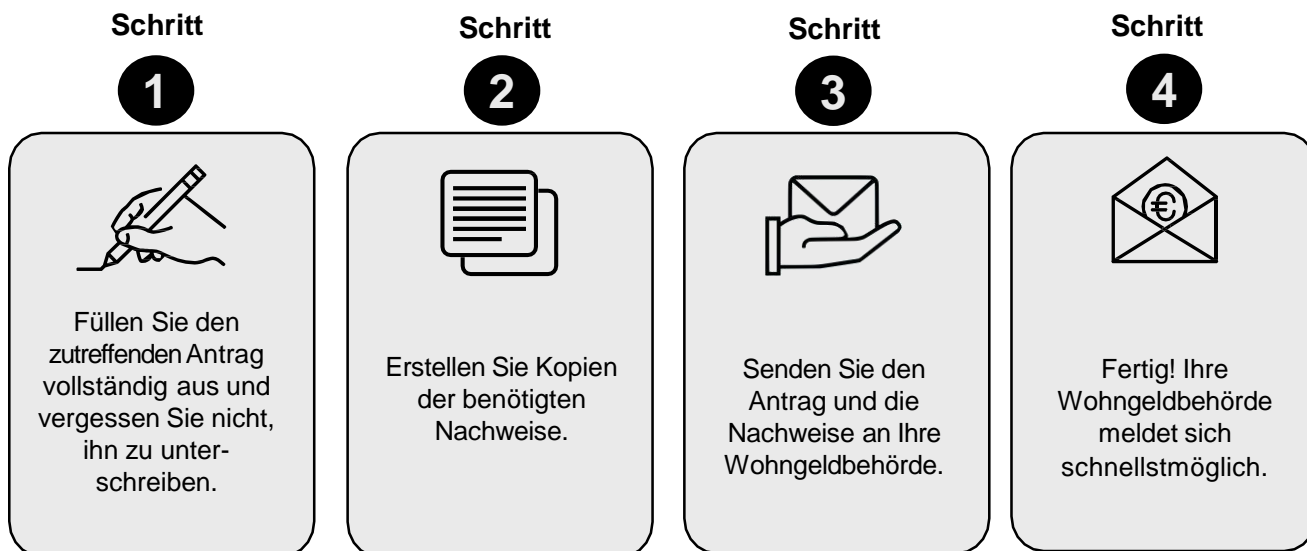 Schritt
1
Füllen Sie den
zutreffenden Antrag
vollständig aus und
vergessen Sie nicht,
ihn zu unter-
schreiben.
Schritt
2
Erstellen Sie Kopien
der benötigten
Nachweise.
Schritt
3
Senden Sie den
Antrag und die
Nachweise an Ihre
Wohngeldbehörde.
Schritt
4
€
Fertig! Ihre
Wohngeldbehörde
meldet sich
schnellstmöglich.